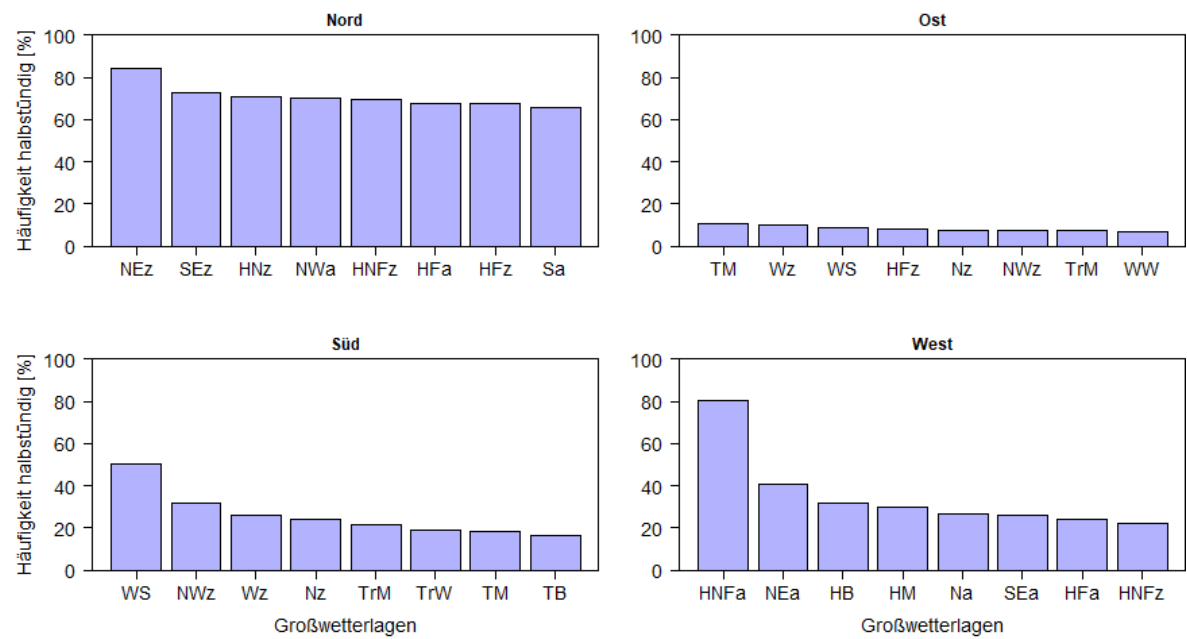 Nord
Häufigkeit halbstündig [%]
100
80
60
40
20
0
NEz SEz HNz NWa HNFz HFa HFz Sa
Ost
100
80
60
40
20
0
TM Wz WS HFz Nz NWz TrM WW
Süd
Häufigkeit halbstündig [%]
100
80
60
40
20
0
WS NWz Wz Nz TrM TrW TM TB
Großwetterlagen
West
100
80
60
40
20
0
HNFa NEa HB HM Na SEa HFa HNFz
Großwetterlagen